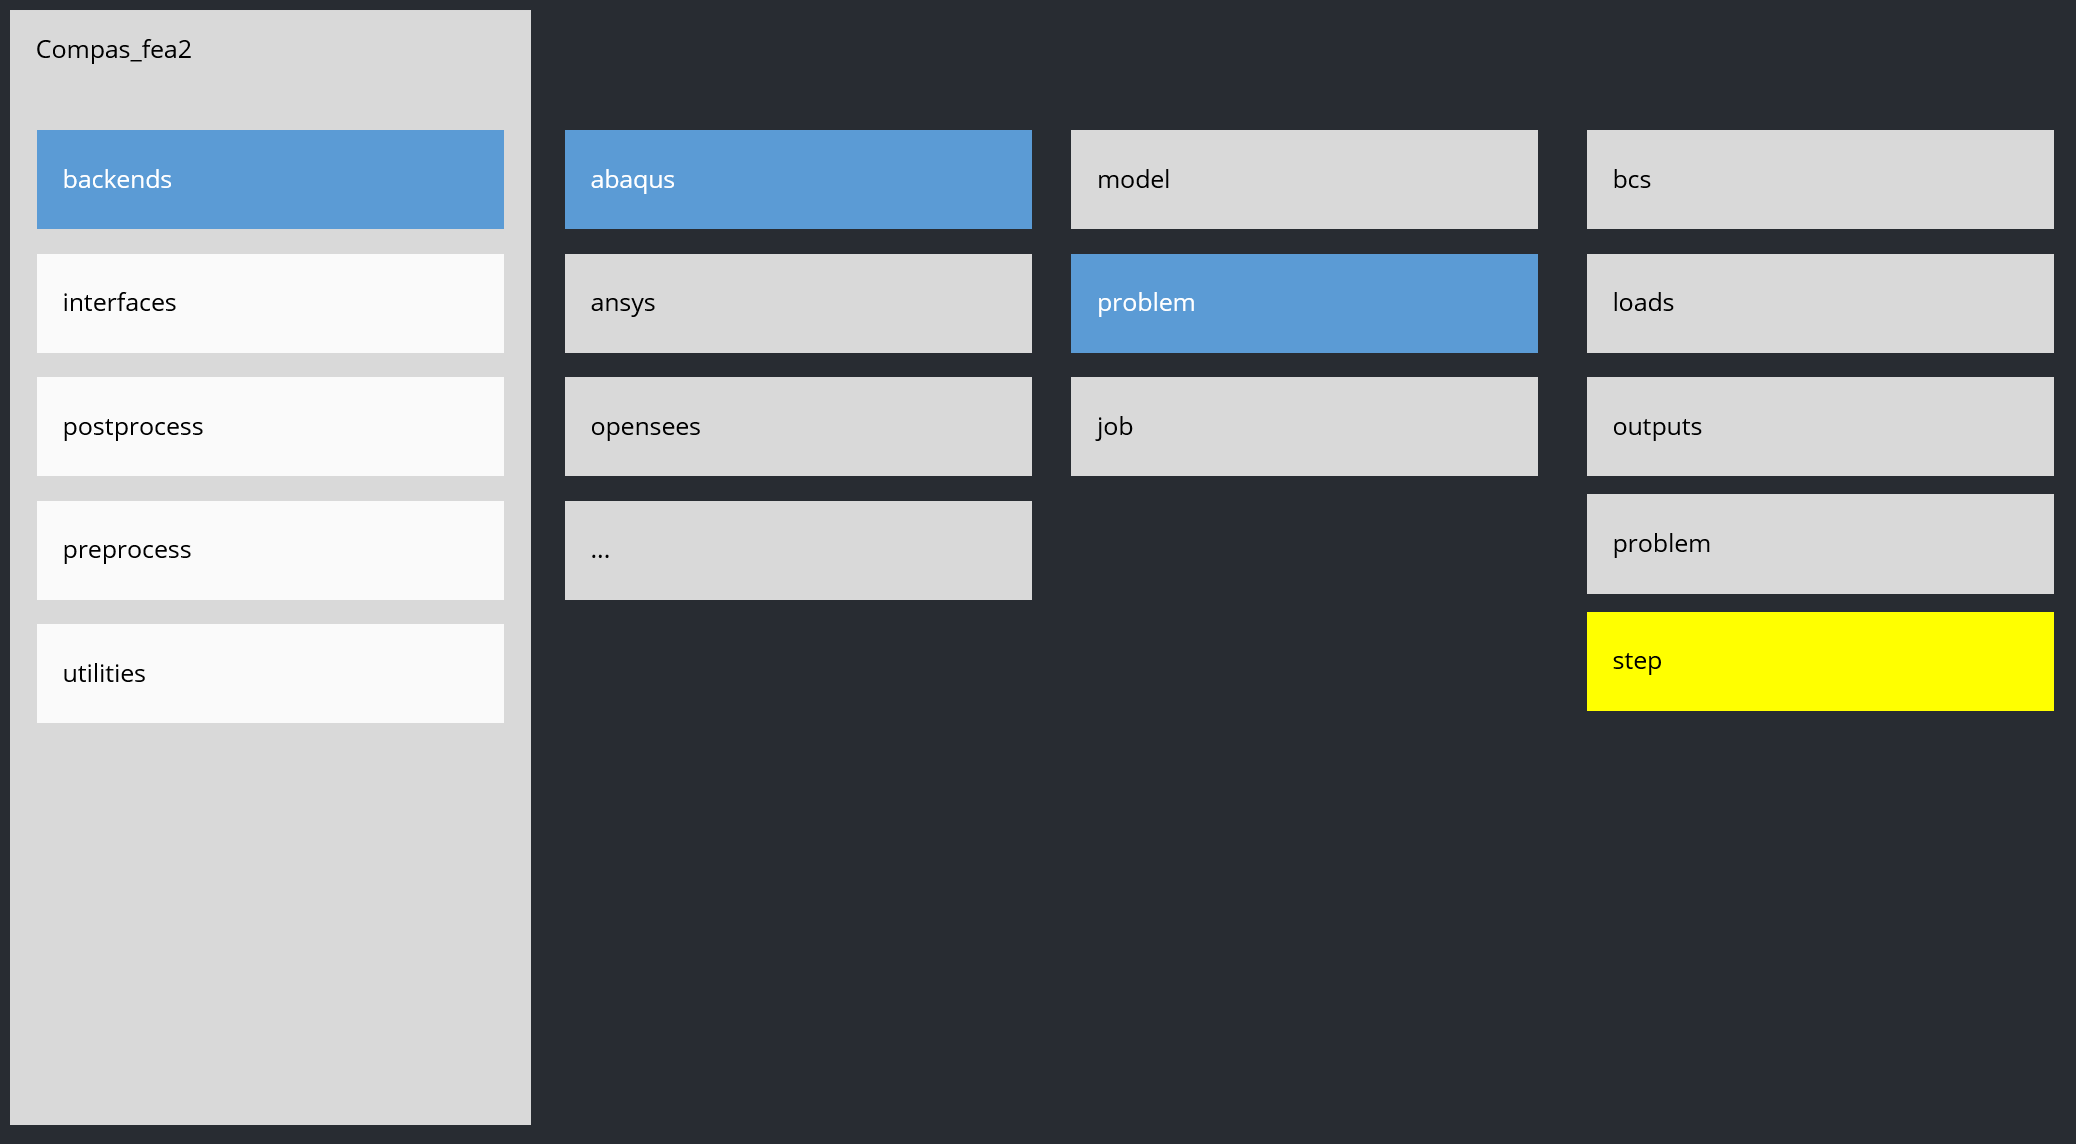 Compas_fea2
backends
interfaces
postprocess
preprocess
utilities
abaqus
ansys
opensees
...
model
problem
job
bcs
loads
outputs
problem
step